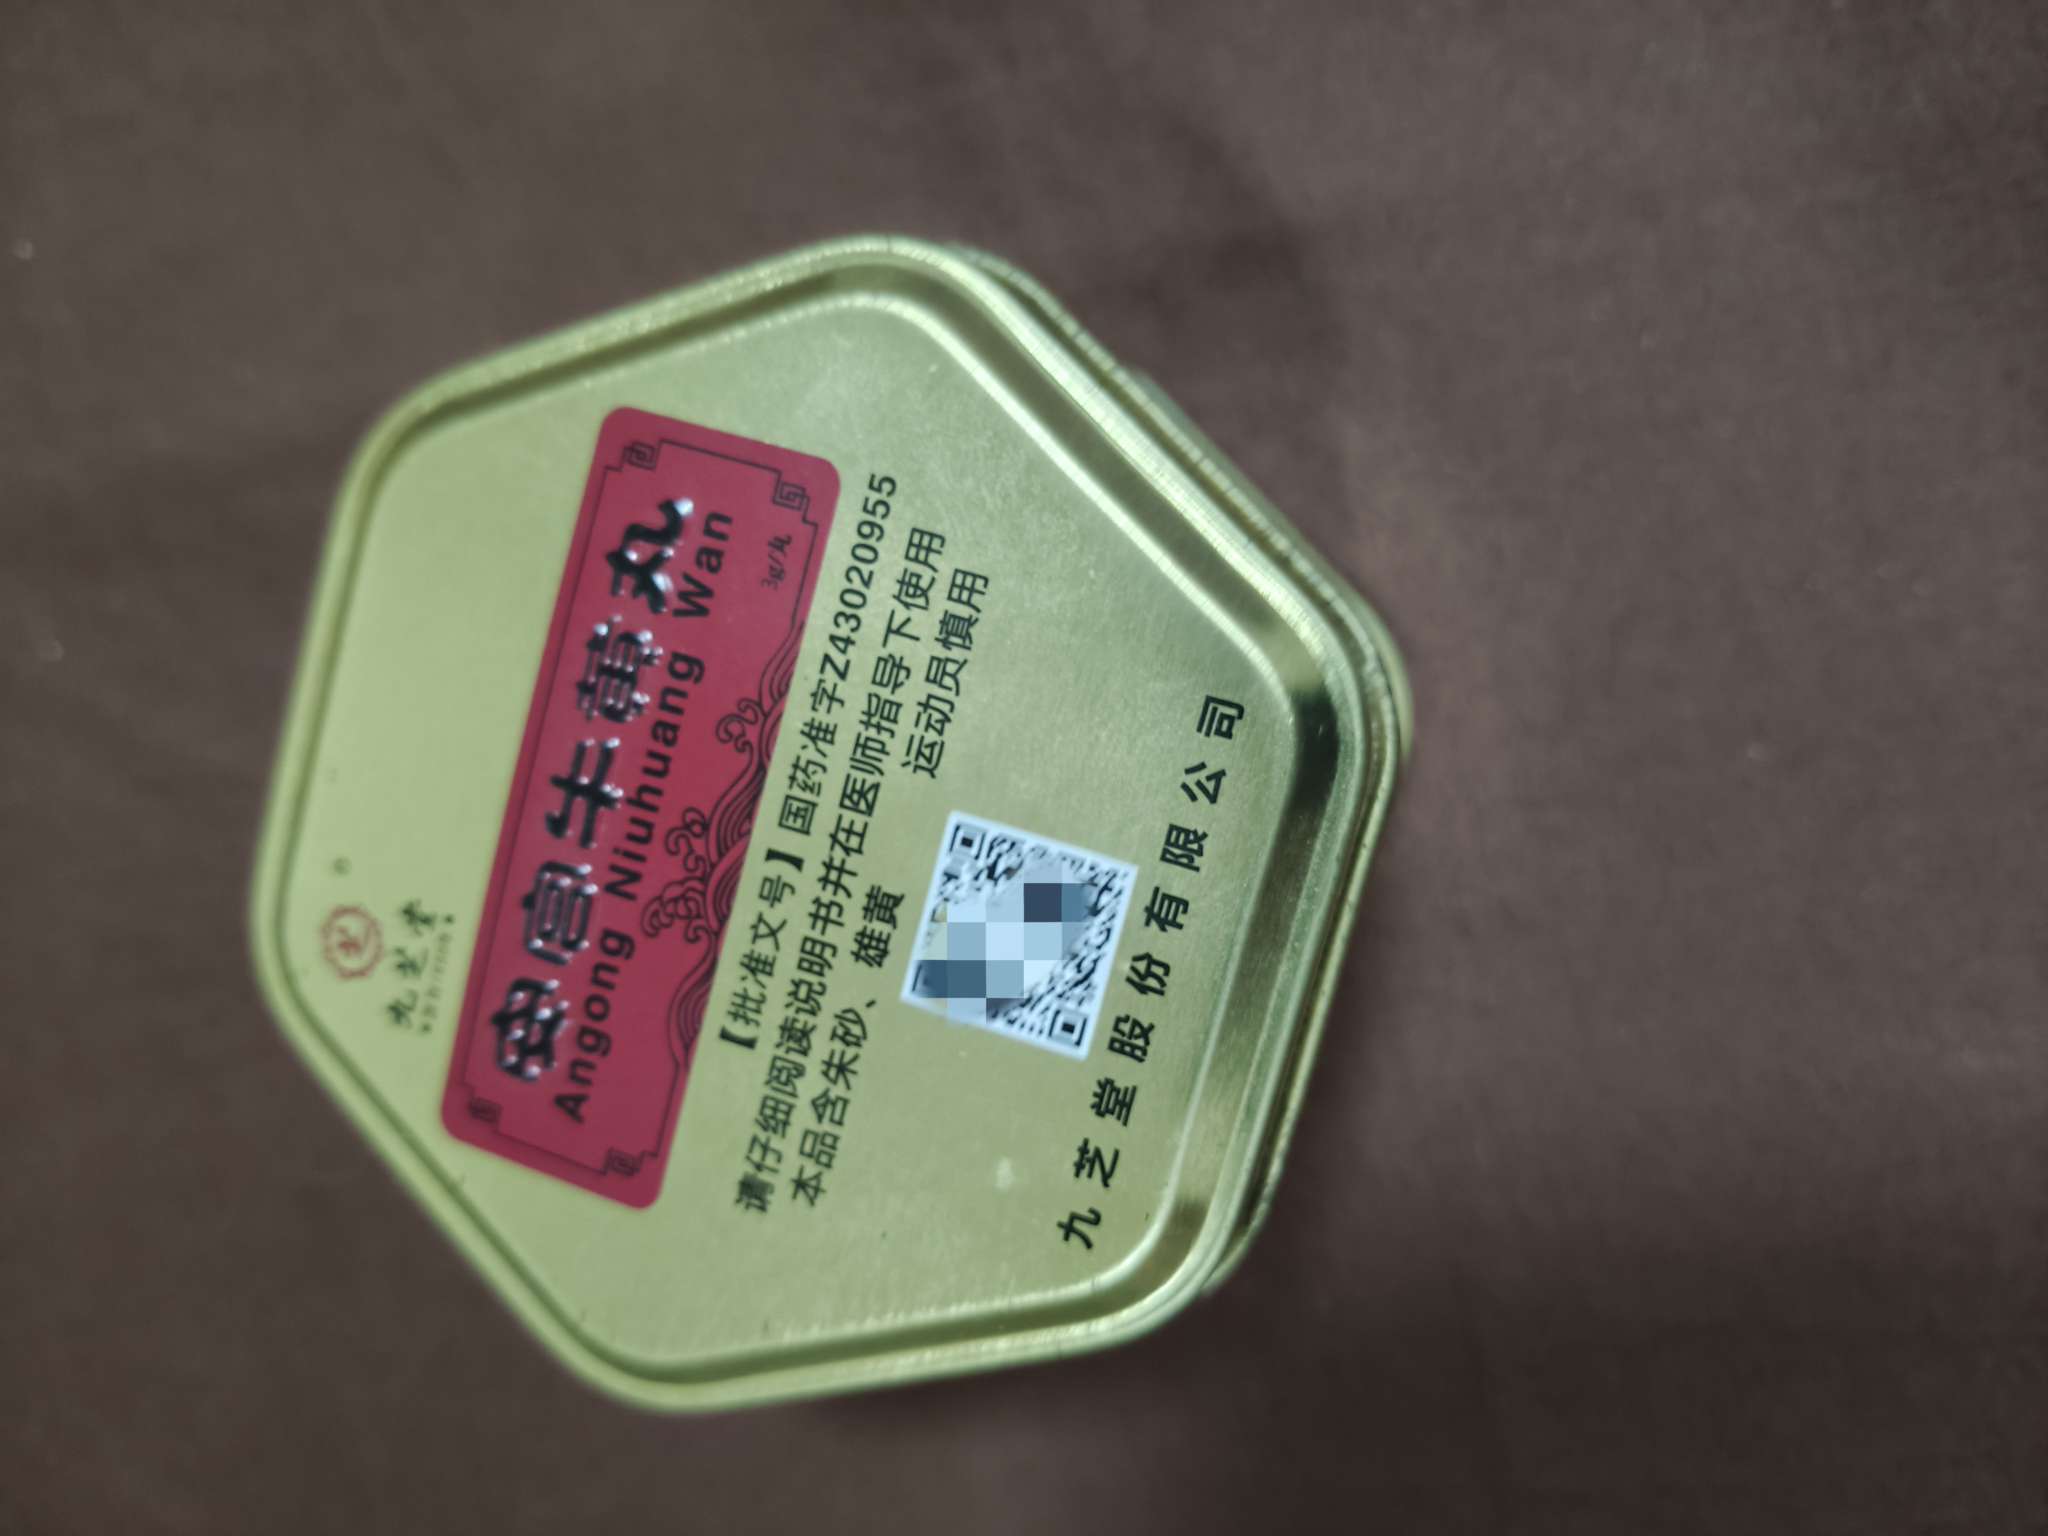 九芝堂
安宫牛黄丸
Angong Niuhuang Wan
3g/丸
【批准文号】国药准字Z43020955
请仔细阅读说明书并在医师指导下使用
本品含朱砂、雄黄 运动员慎用
九芝堂股份有限公司